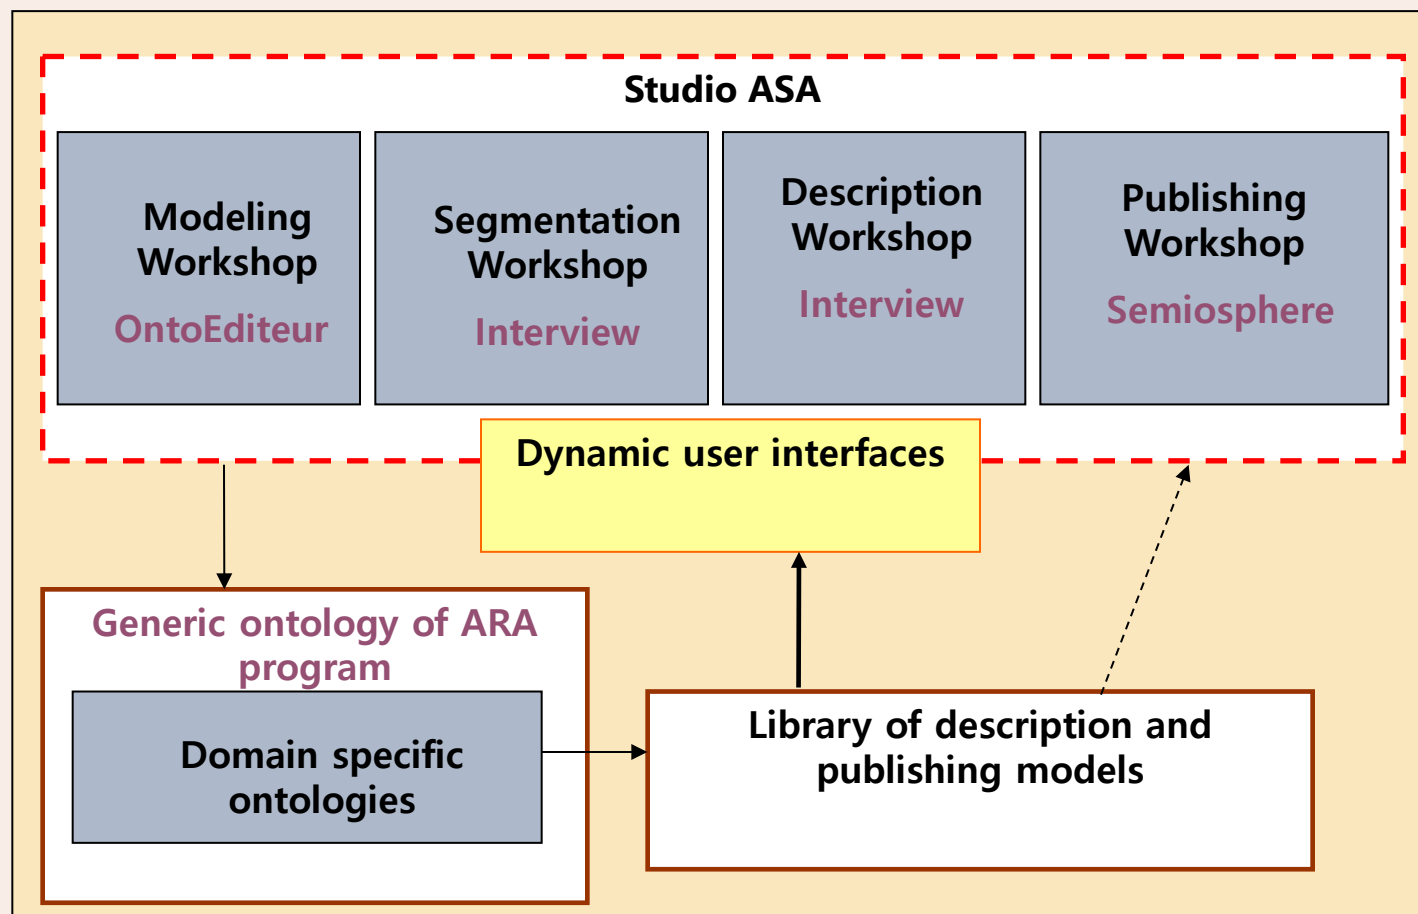 Studio ASA
Modeling
Workshop
OntoEditeur
Segmentation
Workshop
Interview
Description
Workshop
Interview
Publishing
Workshop
Semiosphere
Dynamic user interfaces
Generic ontology of ARA
program
Domain specific
ontologies
Library of description and
publishing models